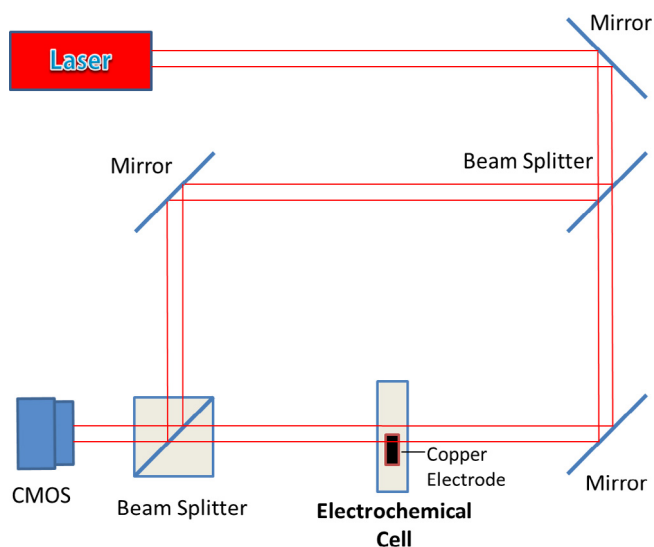 Mirror
Laser
Beam Splitter
Mirror
Copper
Electrode
CMOS
Beam Splitter
Electrochemical
Cell
Mirror